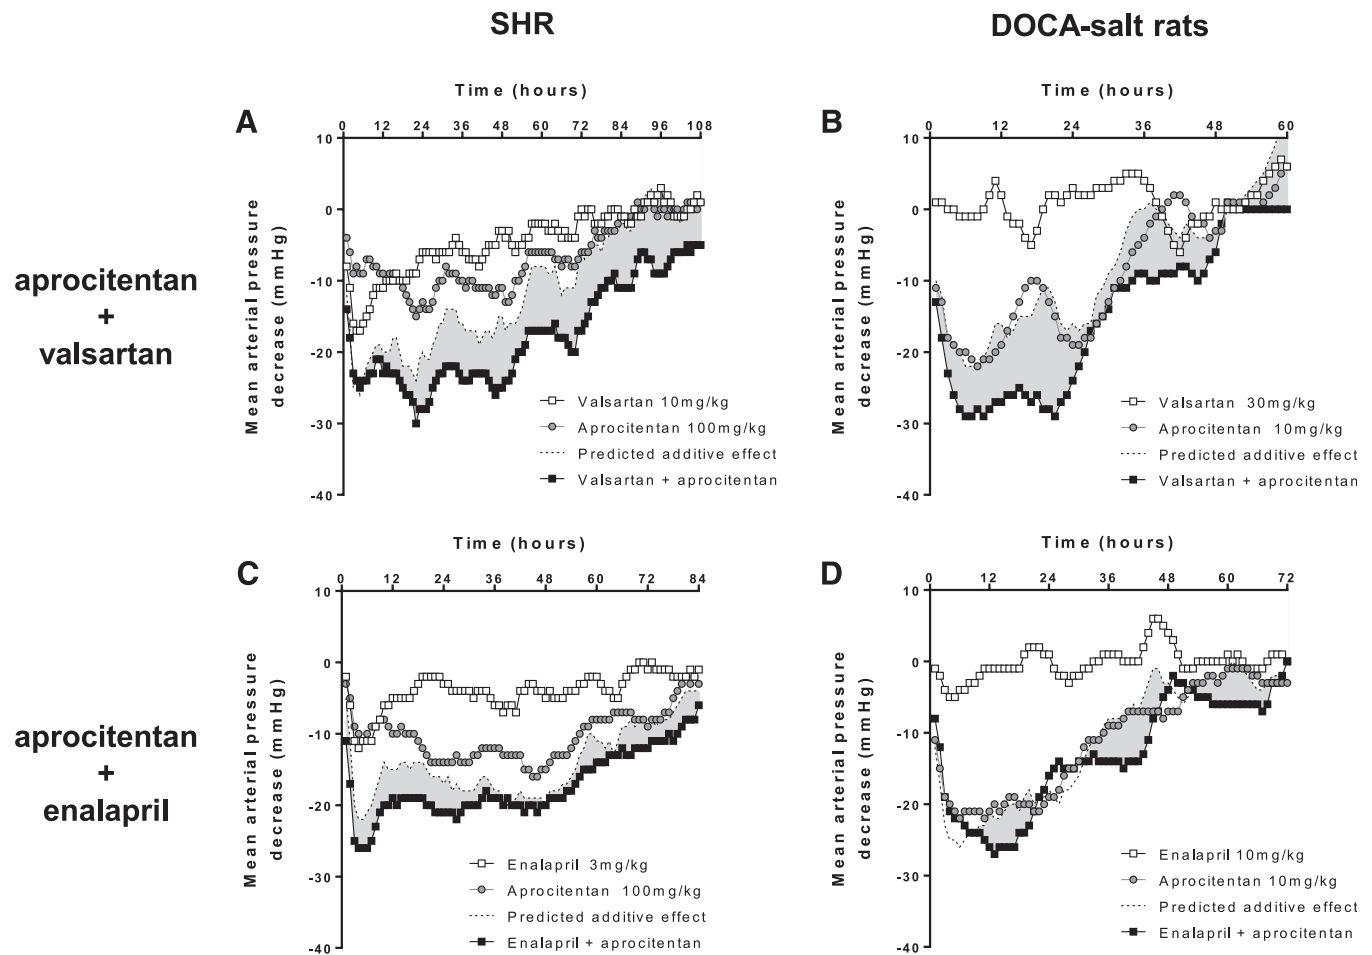 SHR
DOCA-salt rats
aprocitentan
+
valsartan
aprocitentan
+
enalapril
A
Time (hours)
0 12 24 36 48 60 72 84 96 108
10
0
-10
-20
-30
-40
Mean arterial pressure
decrease (mmHg)
Valsartan 10mg/kg
Aprocitentan 100mg/kg
Predicted additive effect
Valsartan + aprocitentan
B
Time (hours)
0 12 24 36 48 60
10
0
-10
-20
-30
-40
Mean arterial pressure
decrease (mmHg)
Valsartan 30mg/kg
Aprocitentan 10mg/kg
Predicted additive effect
Valsartan + aprocitentan
C
Time (hours)
0 12 24 36 48 60 72 84
10
0
-10
-20
-30
-40
Mean arterial pressure
decrease (mmHg)
Enalapril 3mg/kg
Aprocitentan 100mg/kg
Predicted additive effect
Enalapril + aprocitentan
D
Time (hours)
0 12 24 36 48 60 72
10
0
-10
-20
-30
-40
Mean arterial pressure
decrease (mmHg)
Enalapril 10mg/kg
Aprocitentan 10mg/kg
Predicted additive effect
Enalapril + aprocitentan